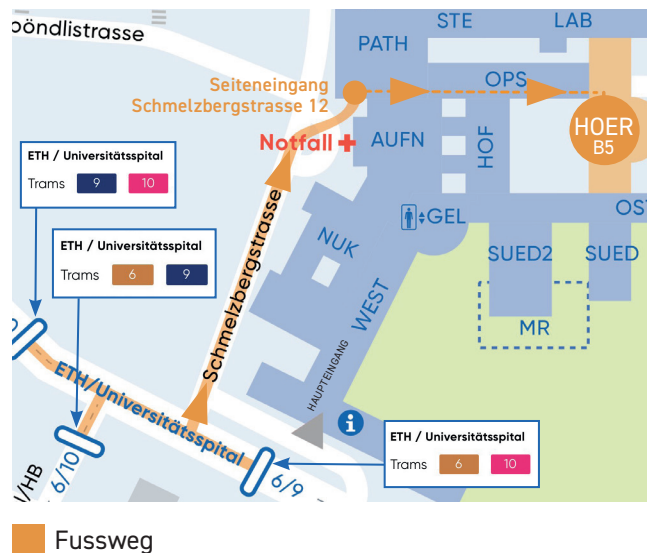 STE
LAB
PATH
oöndlistrasse
OPS
Seiteneingang
Schmelzbergstrasse 12
HOER
B5
Notfall
AUFN
HOF
ETH / Universitätsspital
Trams 9 10
GEL
OST
NUK
ETH / Universitätsspital
Trams 6 9
SUED2
SUED
Schmelzbergstrasse
WEST
MR
HAUPTEINGANG
ETH/Universitätsspital
i
ETH / Universitätsspital
Trams 6 10
6/10
6/9
/HB
Fussweg